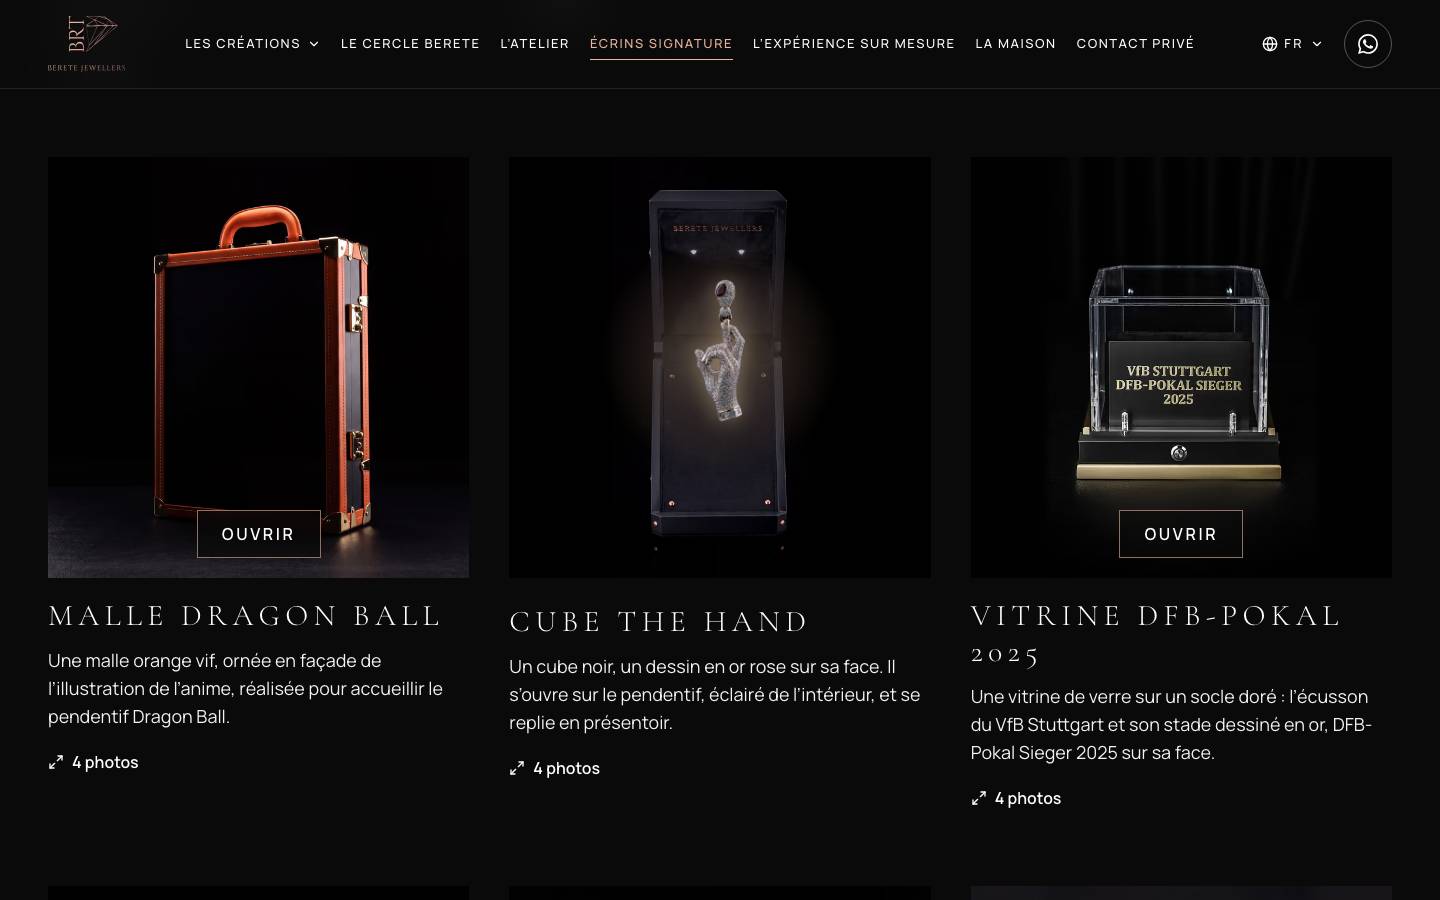 BRT
BERETE JEWELLERS
LES CRÉATIONS
LE CERCLE BERETE
L'ATELIER
ÉCRINS SIGNATURE
L'EXPÉRIENCE SUR MESURE
LA MAISON
CONTACT PRIVÉ
FR
BERETE JEWELLERS
VfB STUTTGART
DFB-POKAL SIEGER
2025
OUVRIR
OUVRIR
MALLE DRAGON BALL
Une malle orange vif, ornée en façade de
l'illustration de l'anime, réalisée pour accueillir le
pendentif Dragon Ball.
4 photos
CUBE THE HAND
Un cube noir, un dessin en or rose sur sa face. Il
s'ouvre sur le pendentif, éclairé de l'intérieur, et se
replie en présentoir.
4 photos
VITRINE DFB-POKAL
2025
Une vitrine de verre sur un socle doré : l'écusson
du VfB Stuttgart et son stade dessiné en or, DFB-
Pokal Sieger 2025 sur sa face.
4 photos